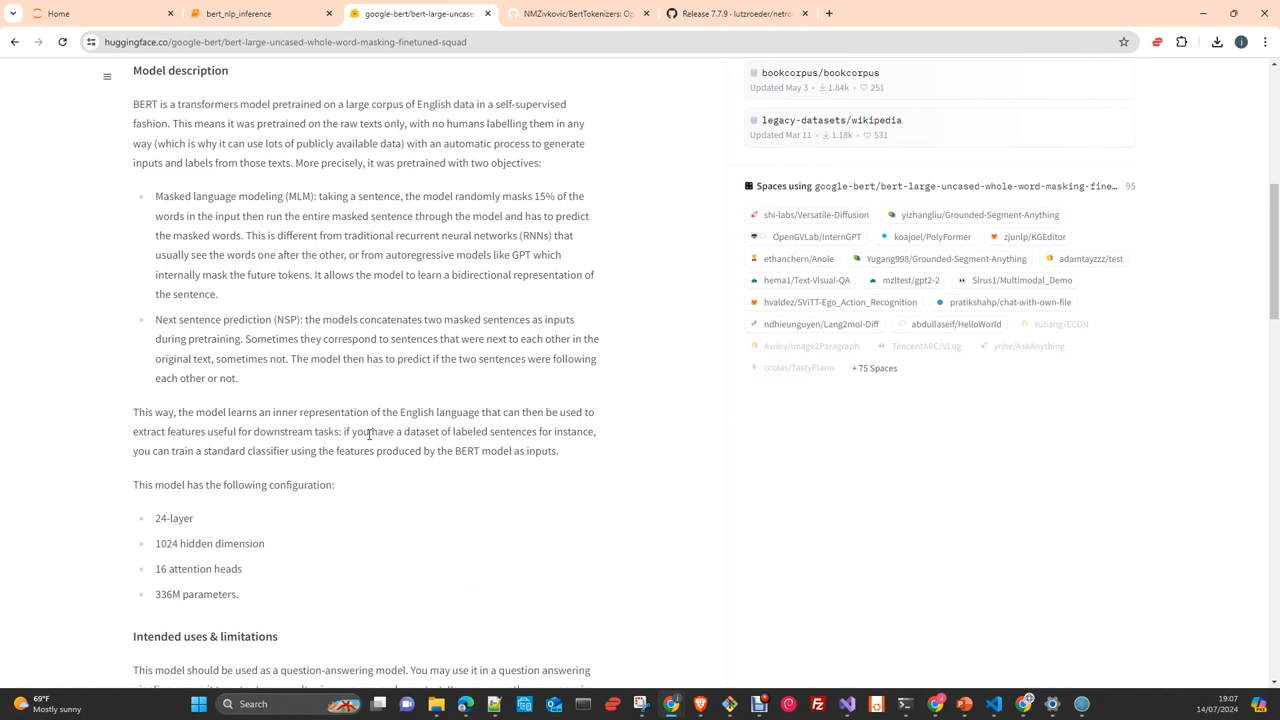 Home
bert_nlp_inference
google-bert/bert-large-uncas
NMZivkovic/BertTokenizers: Op
Release 7.7.9 - lutzroeder/netro
huggingface.co/google-bert/bert-large-uncased-whole-word-masking-finetuned-squad
Model description
BERT is a transformers model pretrained on a large corpus of English data in a self-supervised
fashion. This means it was pretrained on the raw texts only, with no humans labelling them in any
way (which is why it can use lots of publicly available data) with an automatic process to generate
inputs and labels from those texts. More precisely, it was pretrained with two objectives:
Masked language modeling (MLM): taking a sentence, the model randomly masks 15% of the
words in the input then run the entire masked sentence through the model and has to predict
the masked words. This is different from traditional recurrent neural networks (RNNs) that
usually see the words one after the other, or from autoregressive models like GPT which
internally mask the future tokens. It allows the model to learn a bidirectional representation of
the sentence.
Next sentence prediction (NSP): the models concatenates two masked sentences as inputs
during pretraining. Sometimes they correspond to sentences that were next to each other in the
original text, sometimes not. The model then has to predict if the two sentences were following
each other or not.
This way, the model learns an inner representation of the English language that can then be used to
extract features useful for downstream tasks: if you have a dataset of labeled sentences for instance,
you can train a standard classifier using the features produced by the BERT model as inputs.
This model has the following configuration:
24-layer
1024 hidden dimension
16 attention heads
336M parameters.
Intended uses & limitations
This model should be used as a question-answering model. You may use it in a question answering
bookcorpus/bookcorpus
Updated May 3 • 1.84k • 251
legacy-datasets/wikipedia
Updated Mar 11 • 1.18k • 531
Spaces using google-bert/bert-large-uncased-whole-word-masking-fine… 95
shi-labs/Versatile-Diffusion yizhangliu/Grounded-Segment-Anything
OpenGVLab/InternGPT koajoel/PolyFormer zjunlp/KGEditor
ethanchern/Anole Yugang998/Grounded-Segment-Anything adamtayzzz/test
hema1/Text-Visual-QA mzltest/gpt2-2 Sirus1/Multimodal_Demo
hvaldez/SViTT-Ego_Action_Recognition pratikshahp/chat-with-own-file
ndhieunguyen/Lang2mol-Diff abdullaseif/HelloWorld Yuliang/ECON
Awiny/Image2Paragraph TencentARC/VLog ynhe/AskAnything
ccolas/TastyPiano + 75 Spaces
69°F
Mostly sunny
Search
19:07
14/07/2024